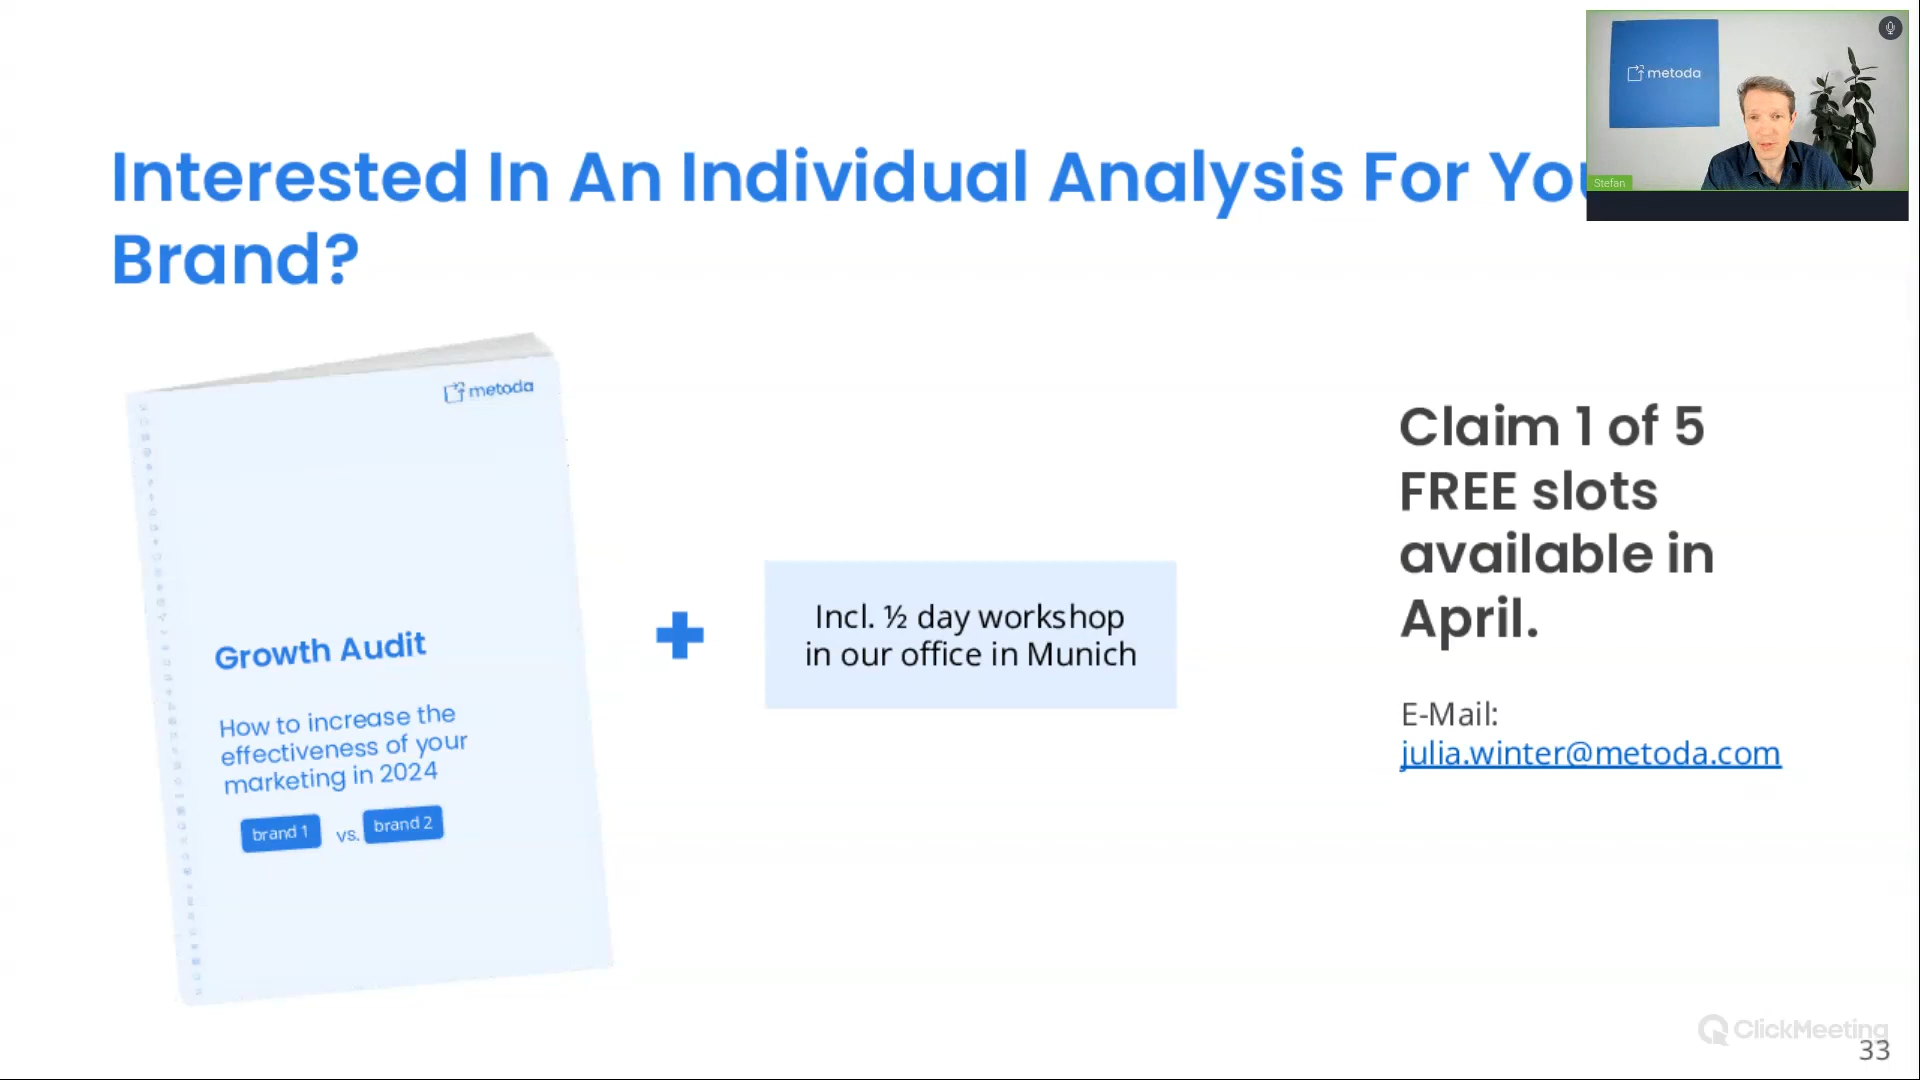 metoda
Stefan
Interested In An Individual Analysis For You
Brand?
metoda
Growth Audit
How to increase the
effectiveness of your
marketing in 2024
brand 1 vs. brand 2
Incl. ½ day workshop
in our office in Munich
Claim 1 of 5
FREE slots
available in
April.
E-Mail:
julia.winter@metoda.com
ClickMeeting
33